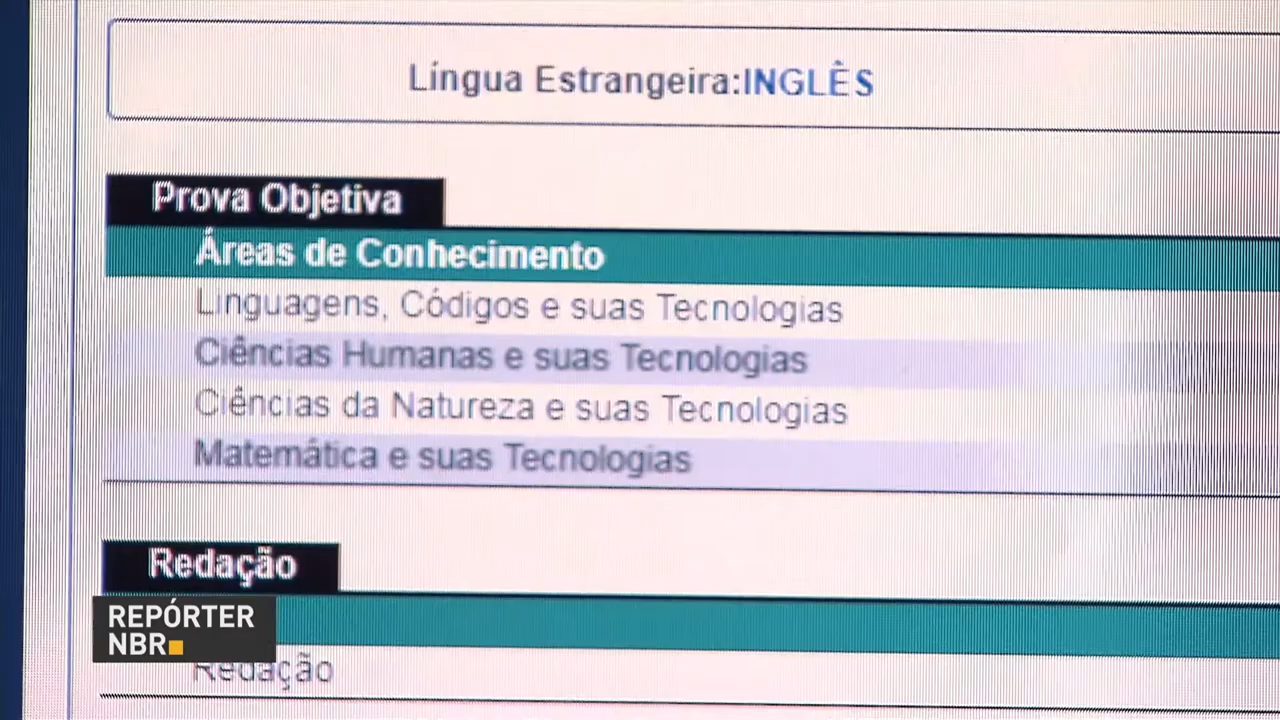 Língua Estrangeira:INGLÊS
Prova Objetiva
Áreas de Conhecimento
Linguagens, Códigos e suas Tecnologias
Ciências Humanas e suas Tecnologias
Ciências da Natureza e suas Tecnologias
Matemática e suas Tecnologias
Redação
REPÓRTER
NBR
Redação